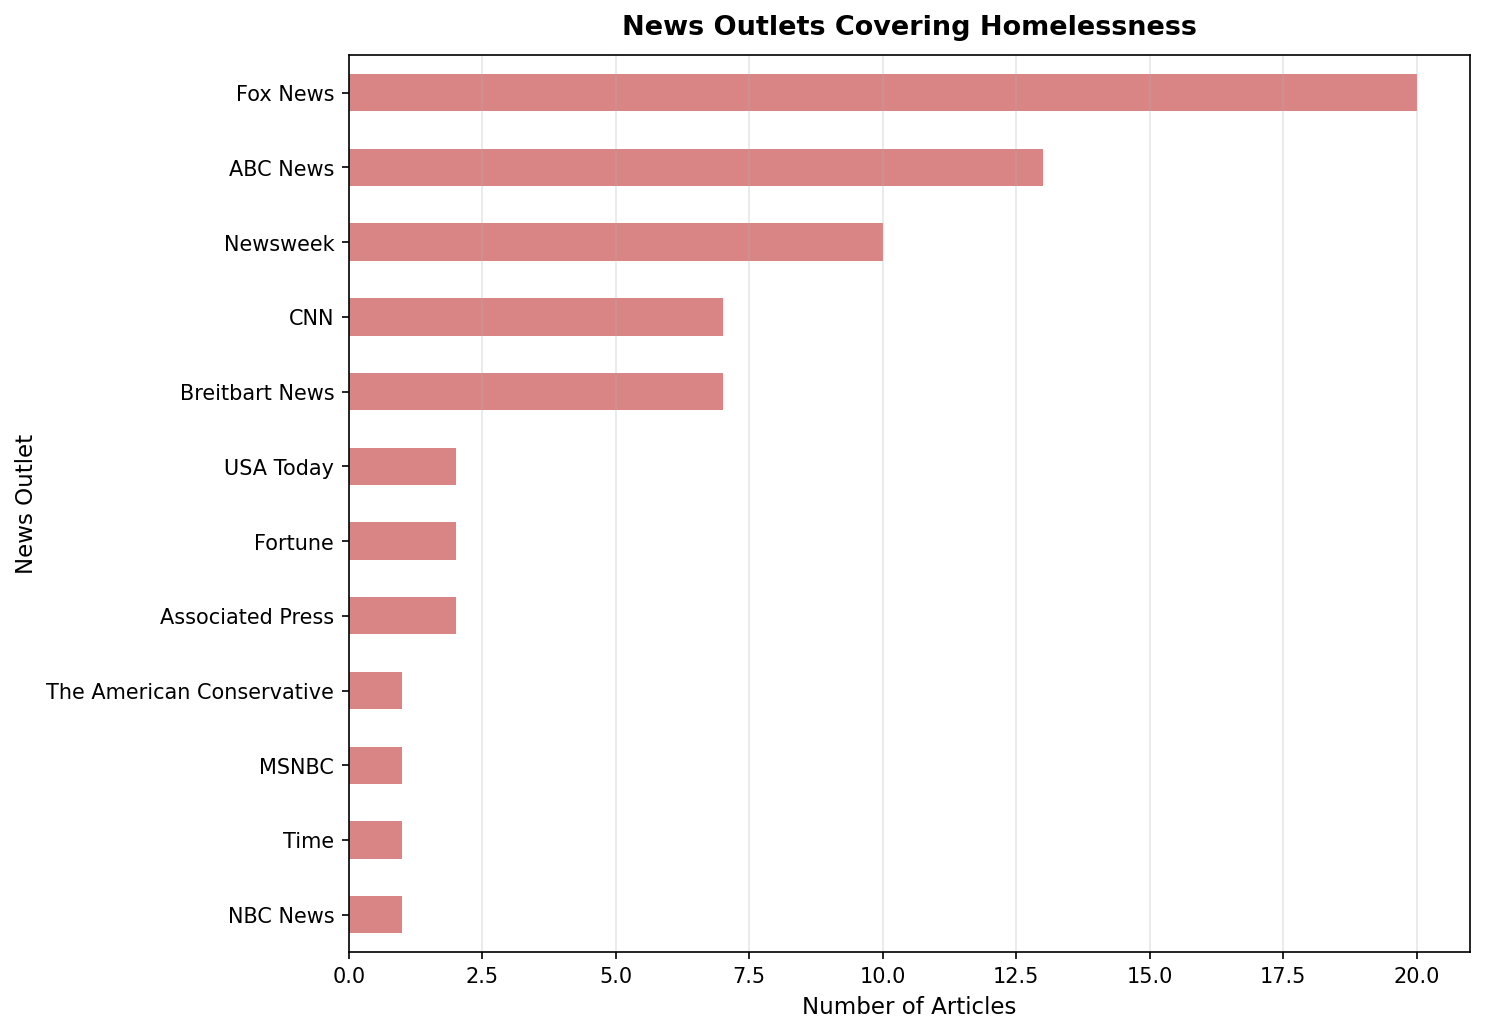 News Outlets Covering Homelessness
News Outlet
Fox News
ABC News
Newsweek
CNN
Breitbart News
USA Today
Fortune
Associated Press
The American Conservative
MSNBC
Time
NBC News
0.0 2.5 5.0 7.5 10.0 12.5 15.0 17.5 20.0
Number of Articles